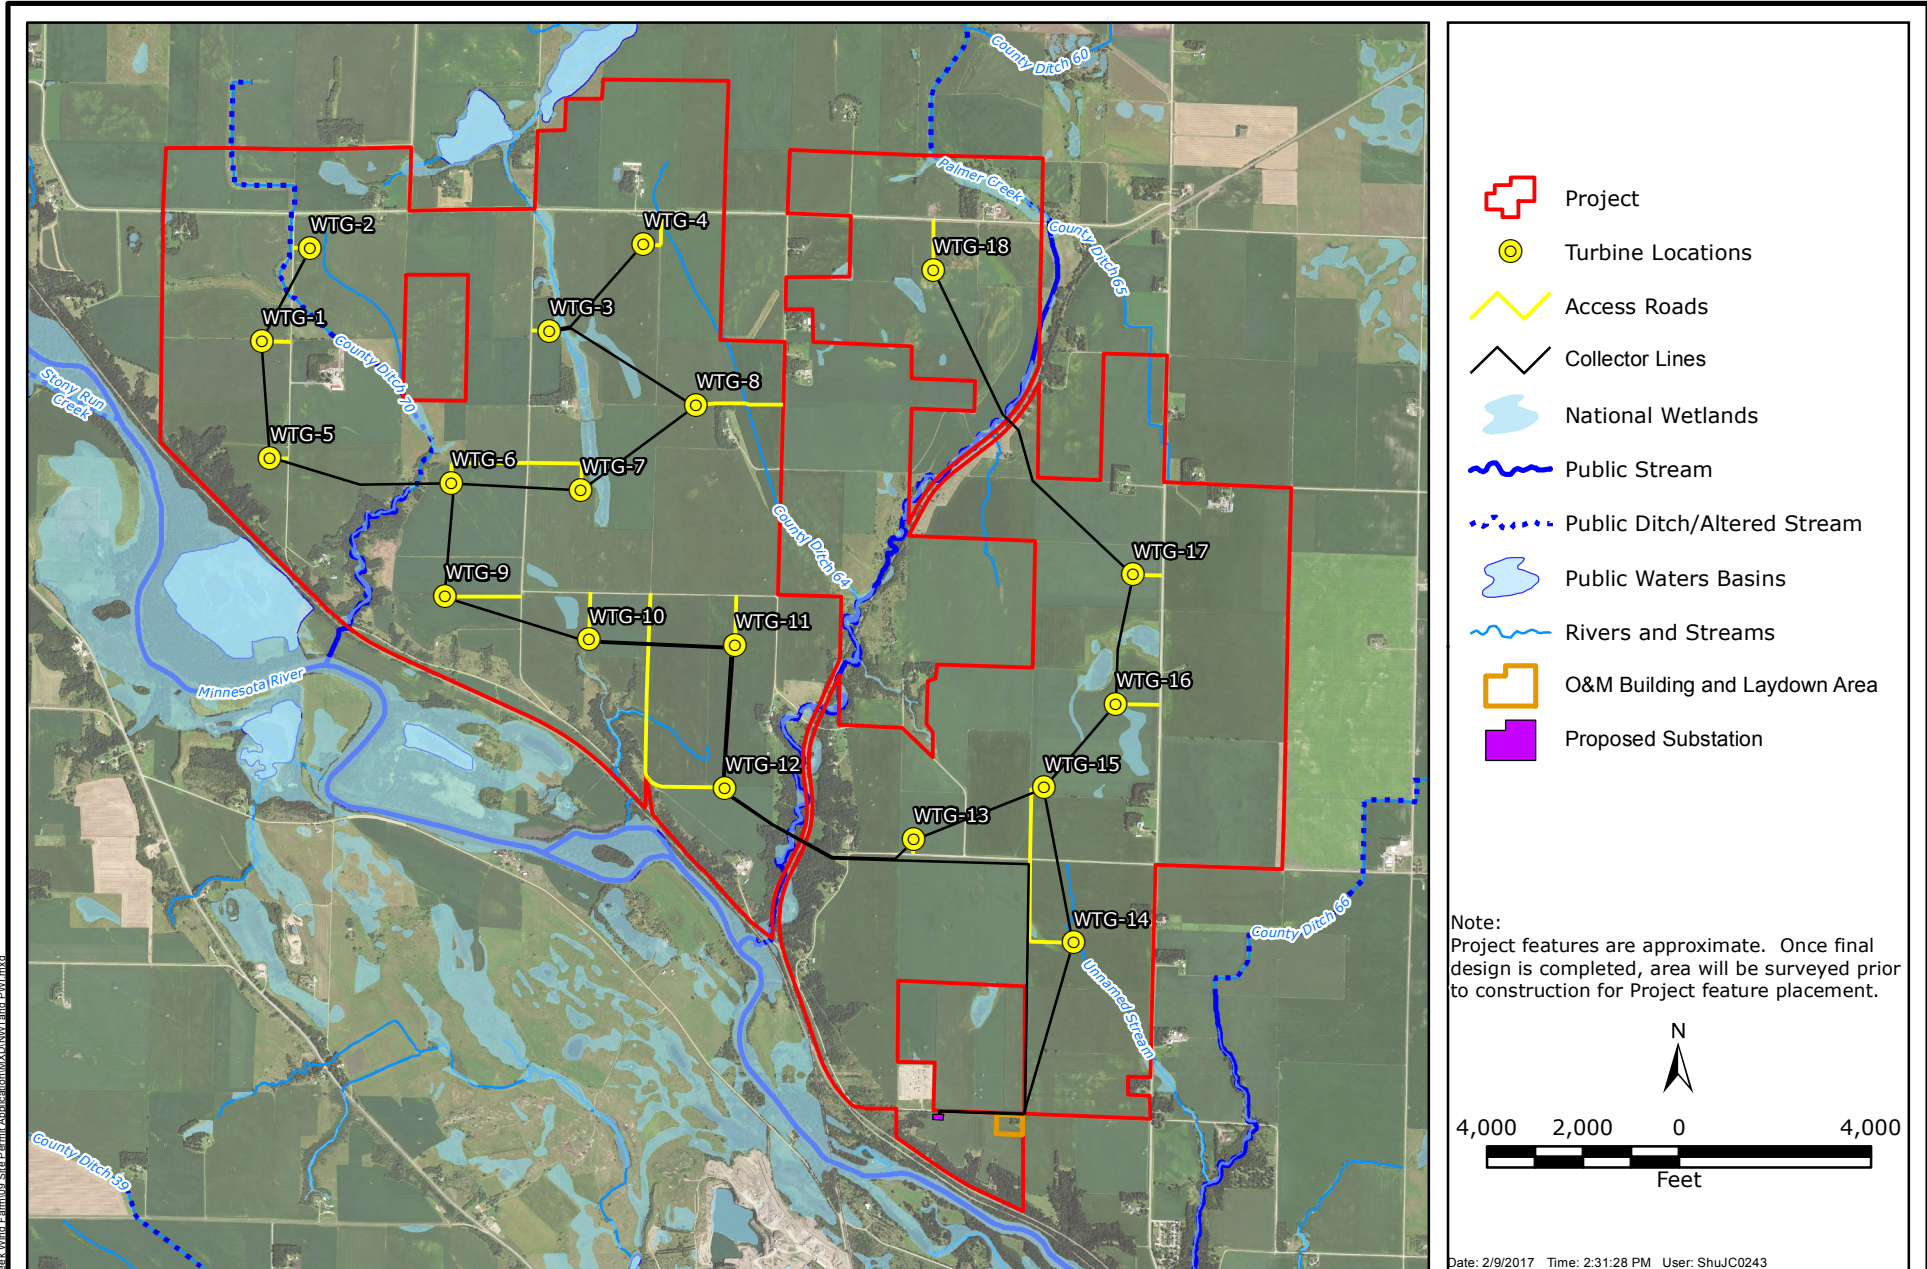 County Ditch 60
Palmer Creek
WTG-2
WTG-4
WTG-18
County Ditch 65
WTG-1
WTG-3
County Ditch 70
Stony Run
Creek
WTG-8
WTG-5
WTG-6
WTG-7
County Ditch 64
WTG-17
WTG-9
WTG-10
WTG-11
Minnesota River
WTG-16
WTG-12
WTG-15
WTG-13
WTG-14
County Ditch 66
Unnamed Stream
County Ditch 39
Project
Turbine Locations
Access Roads
Collector Lines
National Wetlands
Public Stream
Public Ditch/Altered Stream
Public Waters Basins
Rivers and Streams
O&M Building and Laydown Area
Proposed Substation
Note:
Project features are approximate. Once final
design is completed, area will be surveyed prior
to construction for Project feature placement.
N
4,000 2,000 0 4,000
Feet
Date: 2/9/2017 Time: 2:31:28 PM User: ShuJC0243